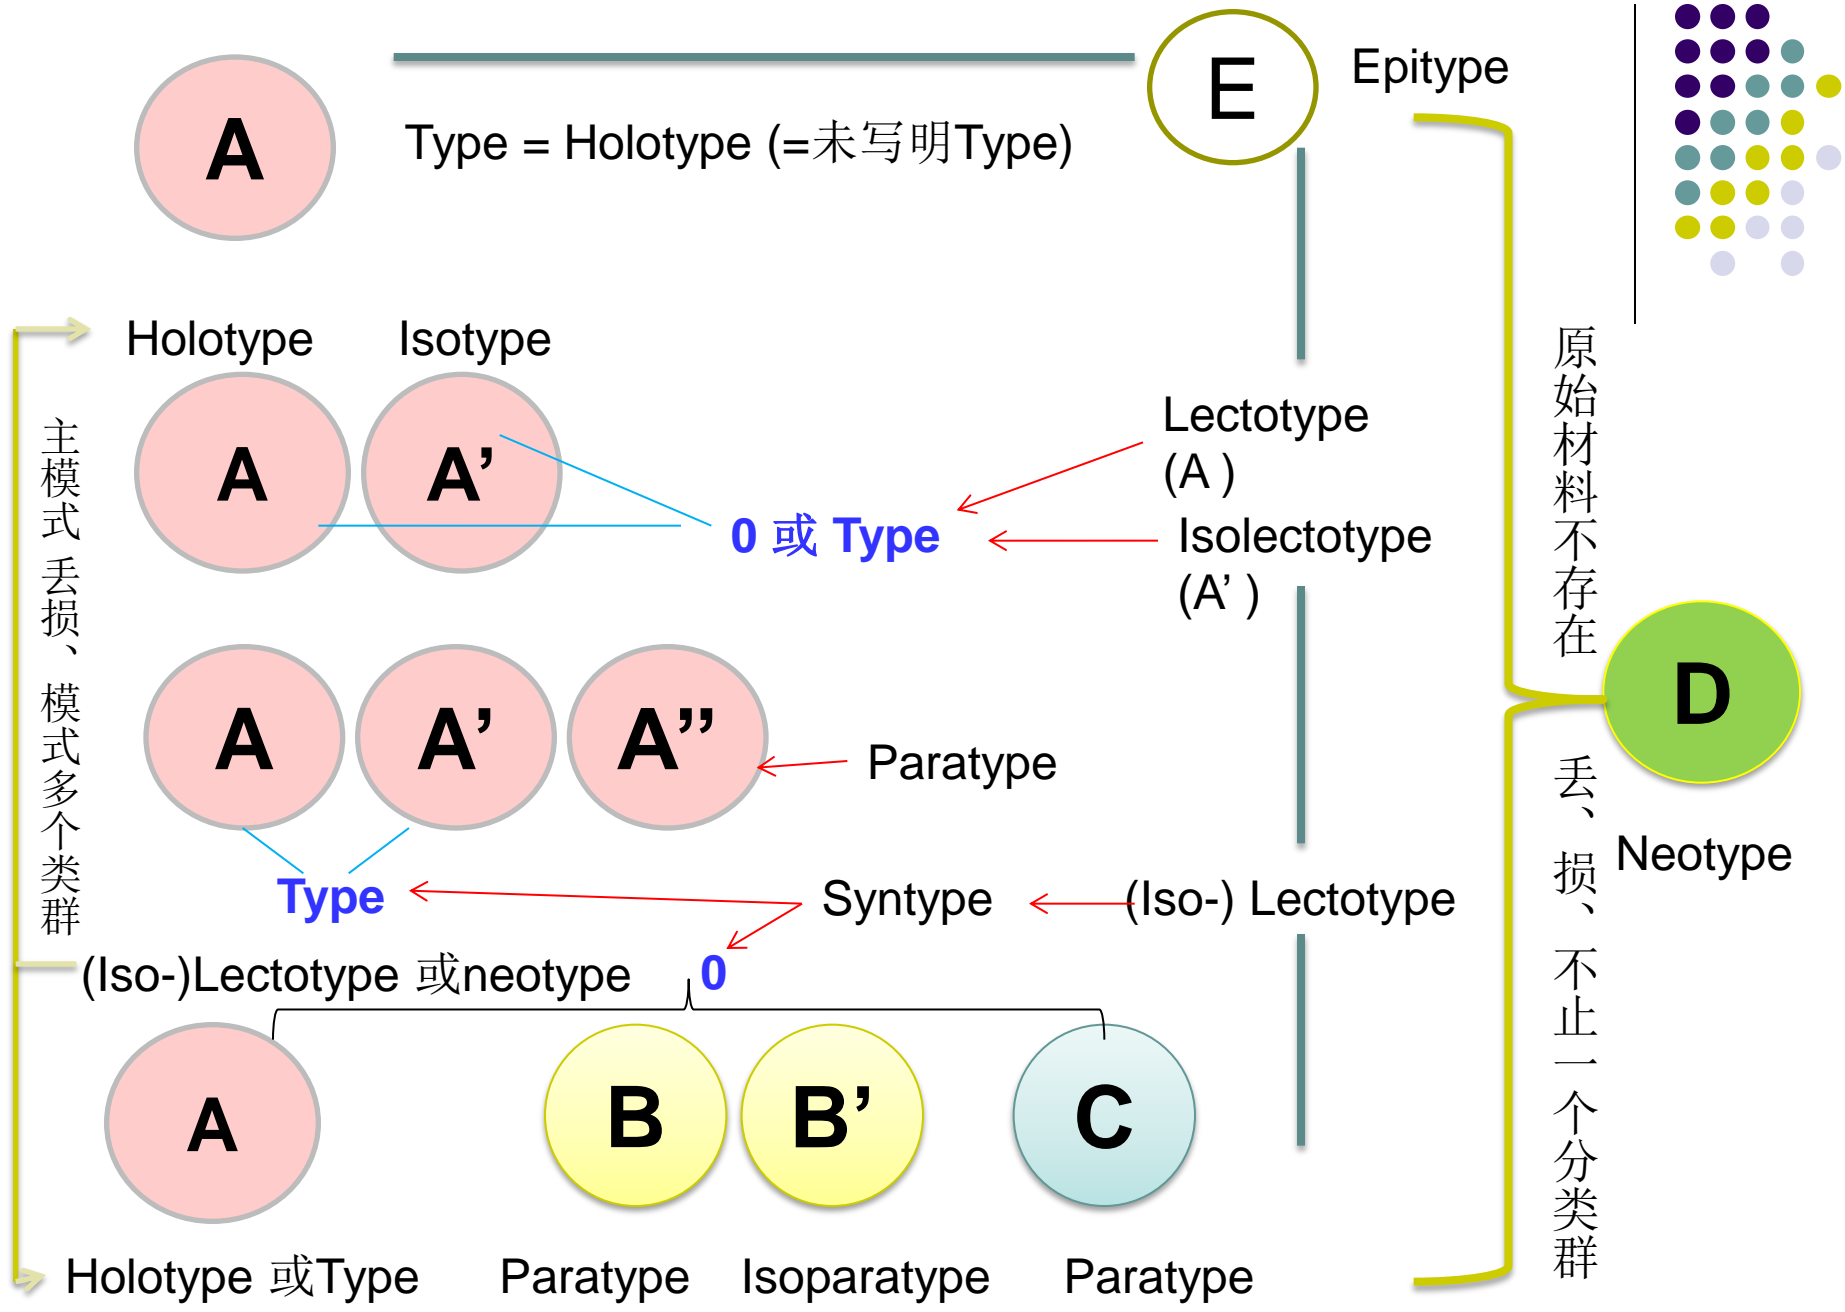 A
Type = Holotype (=未写明Type)
E
Epitype
Holotype
Isotype
A
A’
0 或 Type
Lectotype
(A )
Isolectotype
(A’ )
主模式丢损、模式多个类群
A
A’
A’’
Paratype
Type
Syntype
(Iso-) Lectotype
(Iso-)Lectotype 或neotype
0
A
B
B’
C
Holotype 或Type
Paratype
Isoparatype
Paratype
原始材料不存在
丢、损、不止一个分类群
D
Neotype